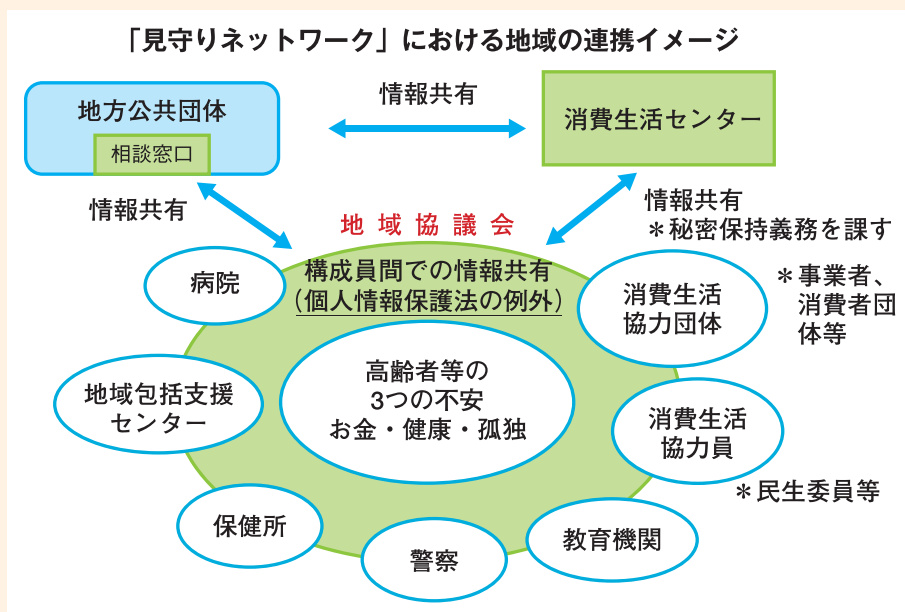 「見守りネットワーク」における地域の連携イメージ
地方公共団体
相談窓口
情報共有
消費生活センター
情報共有
情報共有
＊秘密保持義務を課す
地域協議会
構成員間での情報共有
(個人情報保護法の例外)
病院
消費生活
協力団体
＊事業者、
消費者団
体等
高齢者等の
3つの不安
お金・健康・孤独
地域包括支援
センター
消費生活
協力員
＊民生委員等
保健所
警察
教育機関